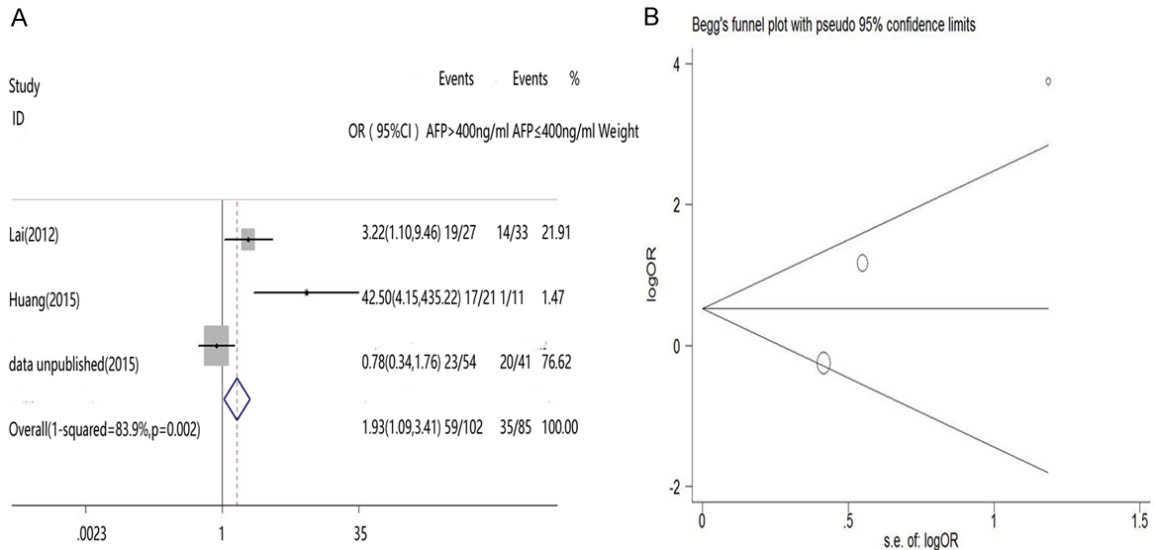 A
Study
Events Events %
ID
OR ( 95%CI ) AFP>400ng/ml AFP≤400ng/ml Weight
Lai(2012) 3.22(1.10,9.46) 19/27 14/33 21.91
Huang(2015) 42.50(4.15,435.22) 17/21 1/11 1.47
data unpublished(2015) 0.78(0.34,1.76) 23/54 20/41 76.62
Overall(1-squared=83.9%,p=0.002) 1.93(1.09,3.41) 59/102 35/85 100.00
.0023 1 35
B
Begg's funnel plot with pseudo 95% confidence limits
4
2
0
-2
logOR
0 .5 1 1.5
s.e. of: logOR